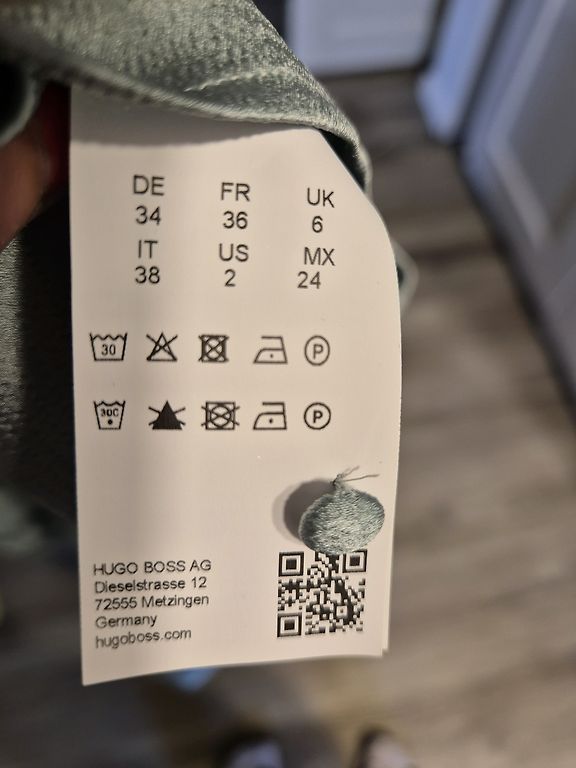 DE FR UK
34 36 6
IT US MX
38 2 24
30 P
30C P
HUGO BOSS AG
Dieselstrasse 12
72555 Metzingen
Germany
hugoboss.com